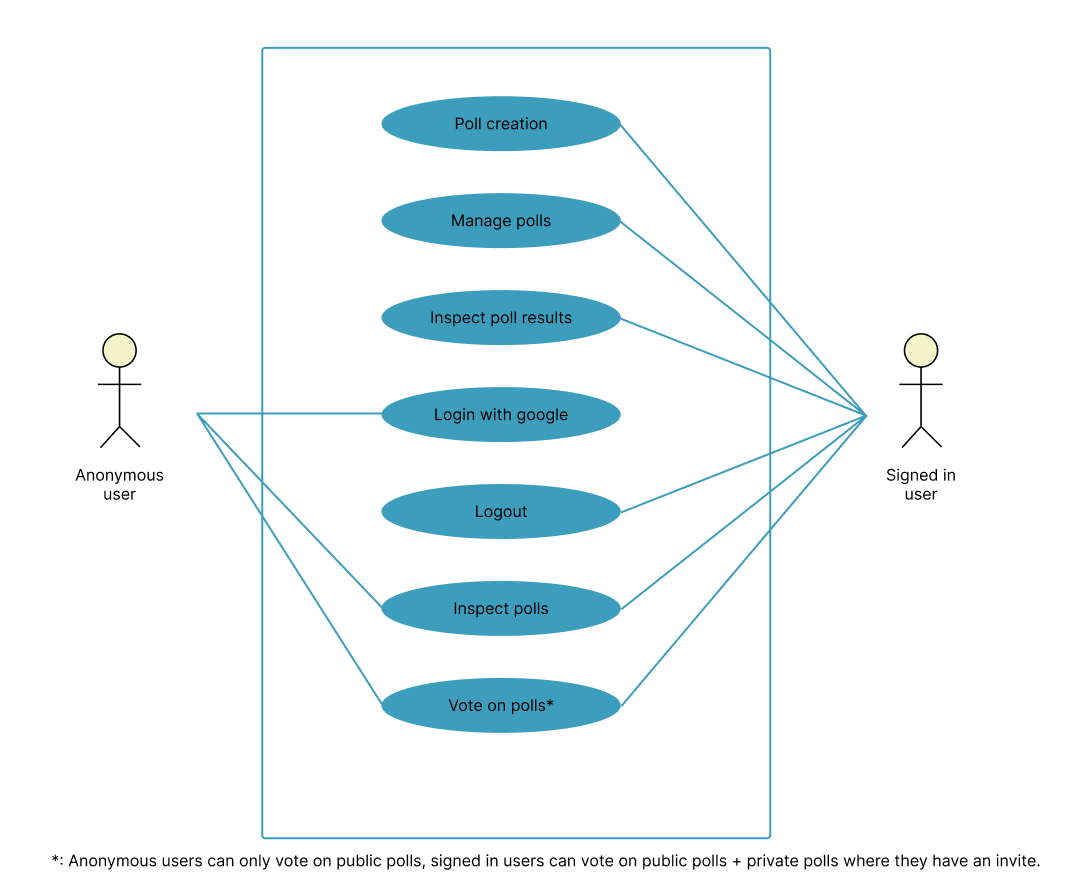 Poll creation
Manage polls
Inspect poll results
Login with google
Logout
Inspect polls
Vote on polls*
Anonymous
user
Signed in
user
*: Anonymous users can only vote on public polls, signed in users can vote on public polls + private polls where they have an invite.